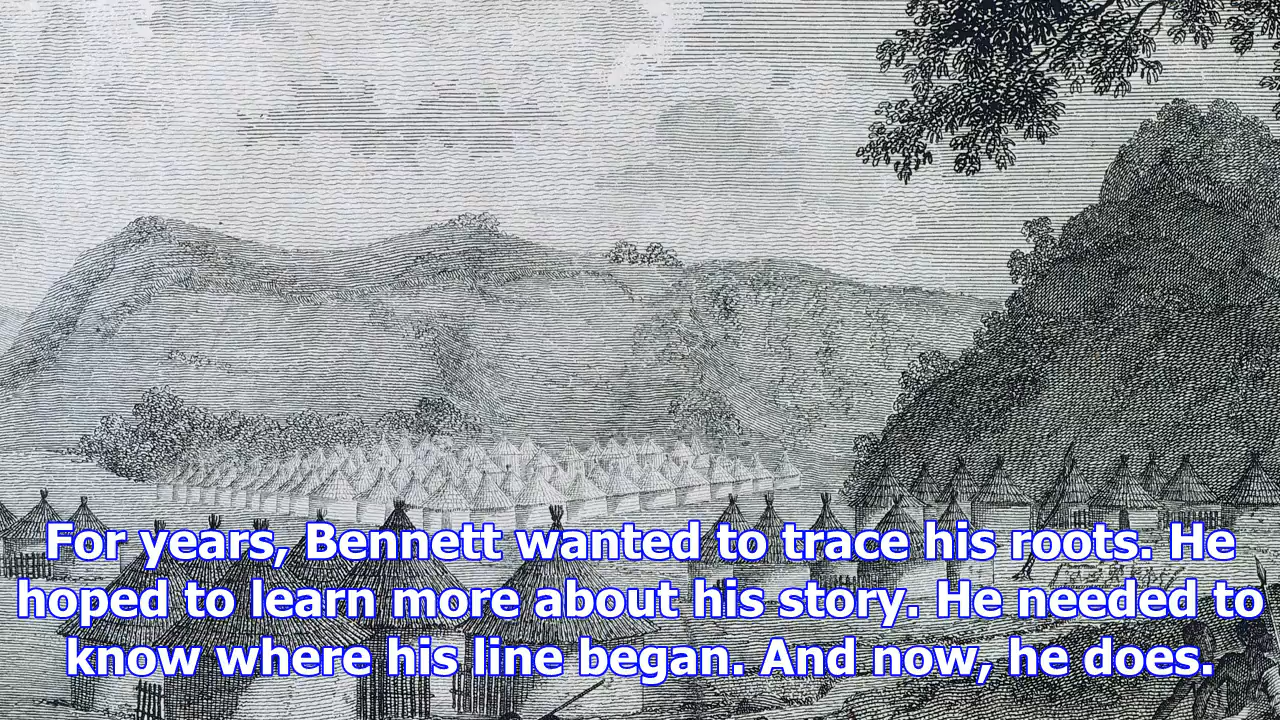 For years, Bennett wanted to trace his roots. He
hoped to learn more about his story. He needed to
know where his line began. And now, he does.